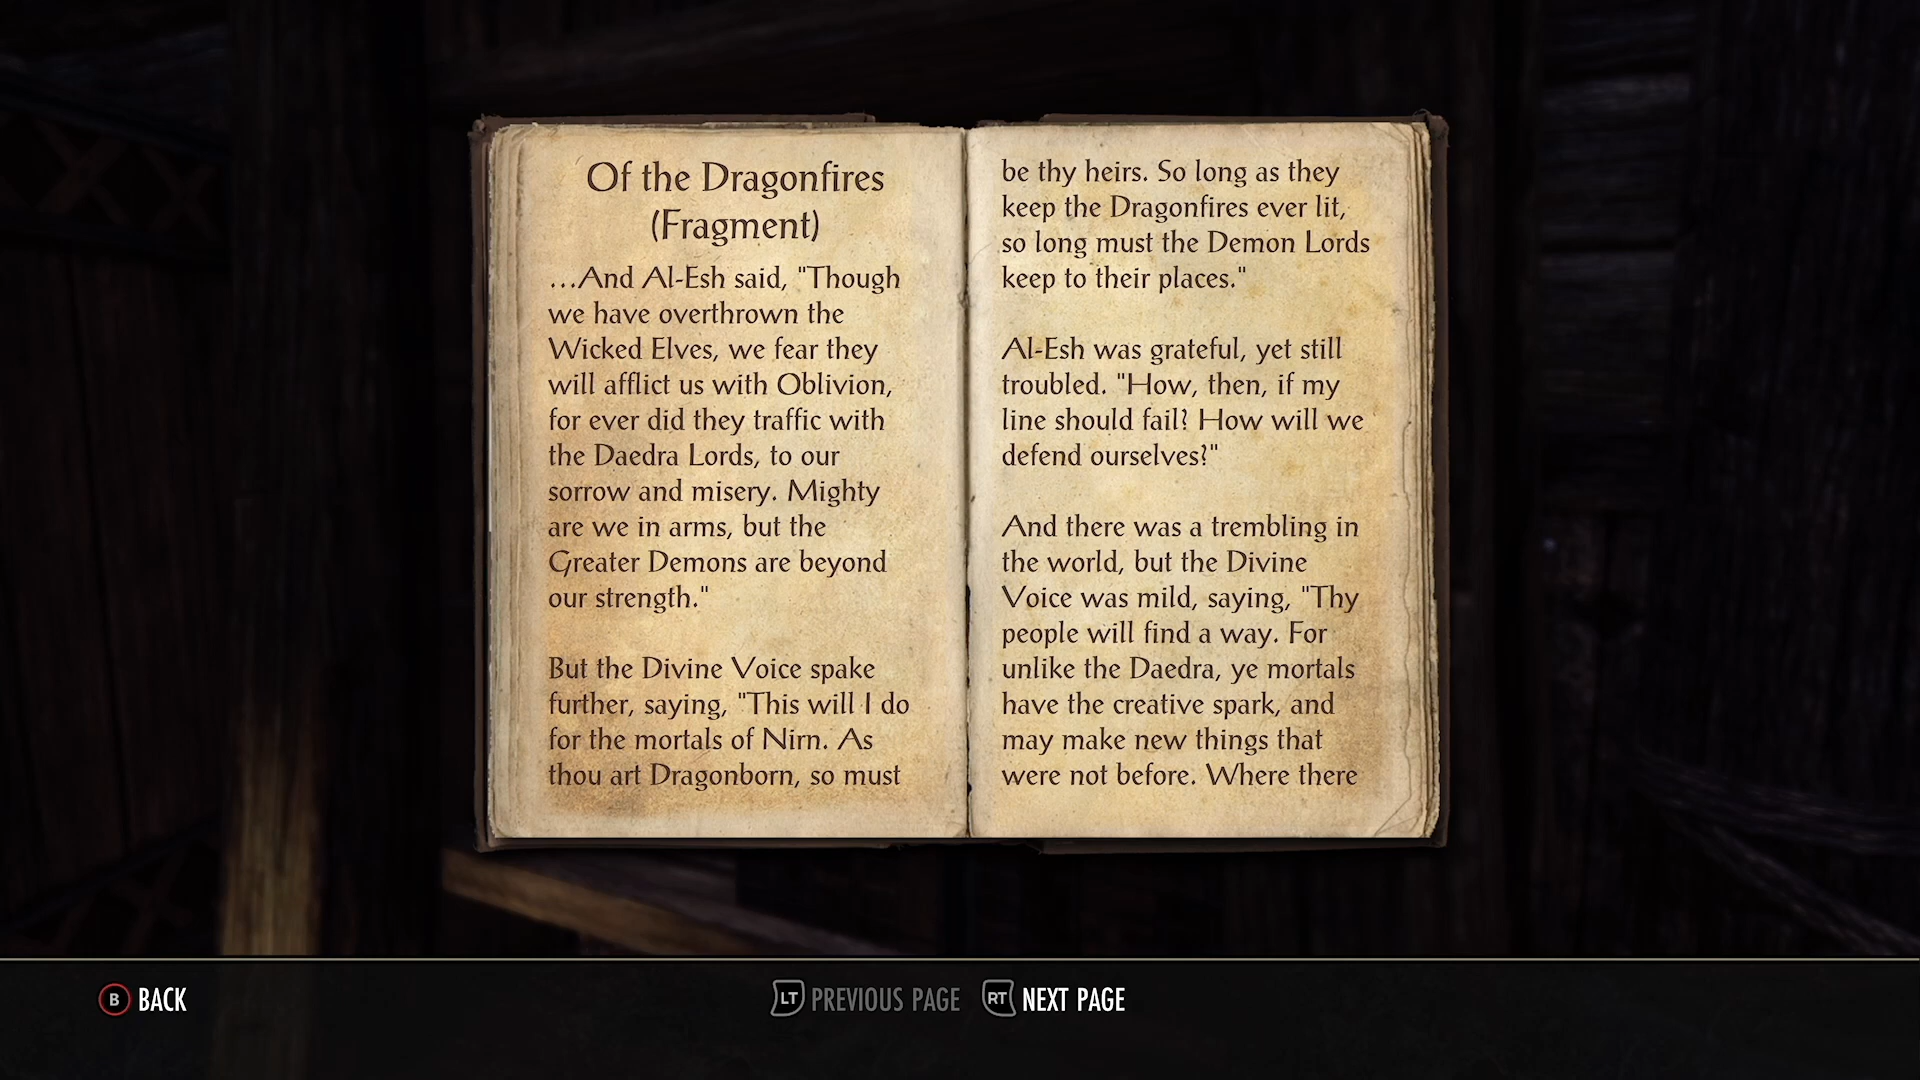 Of the Dragonfires
(Fragment)
...And Al-Esh said, "Though
we have overthrown the
Wicked Elves, we fear they
will afflict us with Oblivion,
for ever did they traffic with
the Daedra Lords, to our
sorrow and misery. Mighty
are we in arms, but the
Greater Demons are beyond
our strength."
But the Divine Voice spake
further, saying, "This will I do
for the mortals of Nirn. As
thou art Dragonborn, so must
be thy heirs. So long as they
keep the Dragonfires ever lit,
so long must the Demon Lords
keep to their places."
Al-Esh was grateful, yet still
troubled. "How, then, if my
line should fail? How will we
defend ourselves?"
And there was a trembling in
the world, but the Divine
Voice was mild, saying, "Thy
people will find a way. For
unlike the Daedra, ye mortals
have the creative spark, and
may make new things that
were not before. Where there
B BACK
LT PREVIOUS PAGE RT NEXT PAGE